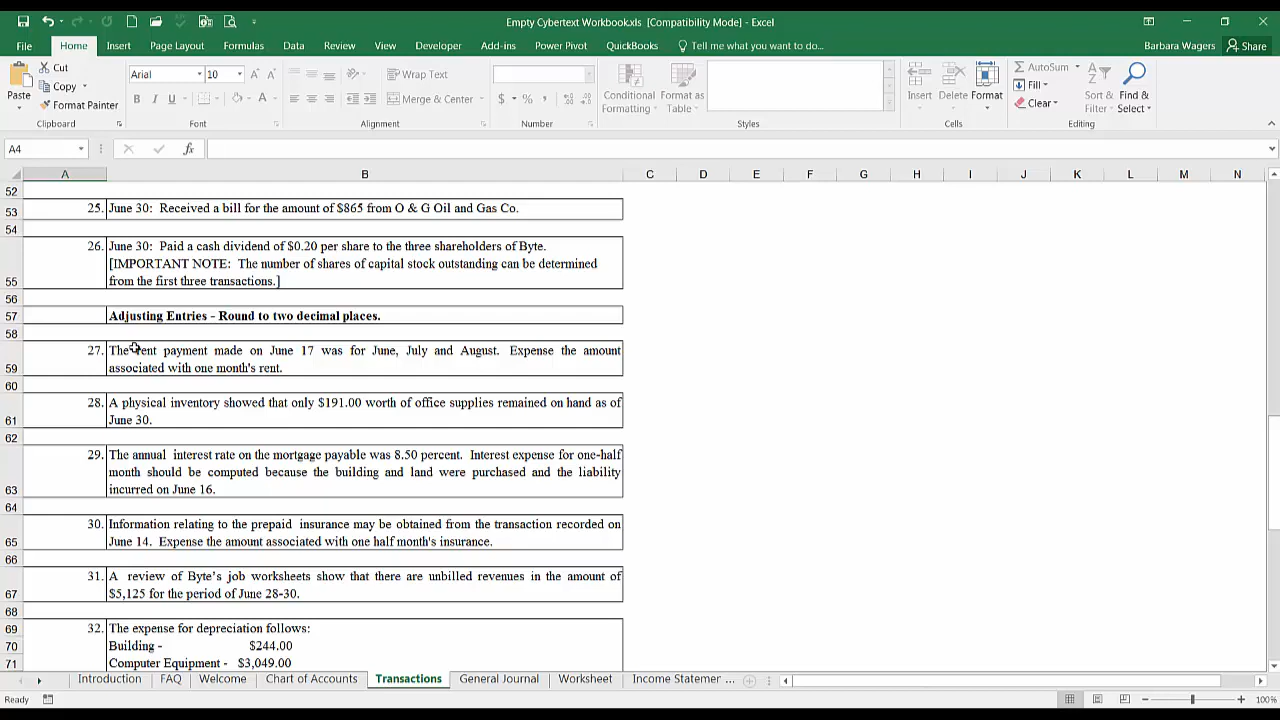 Empty Cybertext Workbook.xls [Compatibility Mode] - Excel
File Home Insert Page Layout Formulas Data Review View Developer Add-ins Power Pivot QuickBooks Tell me what you want to do... Barbara Wagers Share
Paste
Cut
Copy
Format Painter
Arial 10
B I U
Wrap Text
Merge & Center
$ % ,
Conditional Formatting
Format as Table
Insert Delete Format
AutoSum
Fill
Clear
Sort & Filter
Find & Select
Clipboard Font Alignment Number Styles Cells Editing
A4 fx
A B C D E F G H I J K L M N
52
53 25. June 30: Received a bill for the amount of $865 from O & G Oil and Gas Co.
54
26. June 30: Paid a cash dividend of $0.20 per share to the three shareholders of Byte.
[IMPORTANT NOTE: The number of shares of capital stock outstanding can be determined
55 from the first three transactions.]
56
57 Adjusting Entries - Round to two decimal places.
58
27. The rent payment made on June 17 was for June, July and August. Expense the amount
59 associated with one month's rent.
60
28. A physical inventory showed that only $191.00 worth of office supplies remained on hand as of
61 June 30.
62
29. The annual interest rate on the mortgage payable was 8.50 percent. Interest expense for one-half
month should be computed because the building and land were purchased and the liability
63 incurred on June 16.
64
30. Information relating to the prepaid insurance may be obtained from the transaction recorded on
65 June 14. Expense the amount associated with one half month's insurance.
66
31. A review of Byte's job worksheets show that there are unbilled revenues in the amount of
67 $5,125 for the period of June 28-30.
68
69 32. The expense for depreciation follows:
70 Building - $244.00
71 Computer Equipment - $3,049.00
Introduction FAQ Welcome Chart of Accounts Transactions General Journal Worksheet Income Statemer ...
Ready 100%